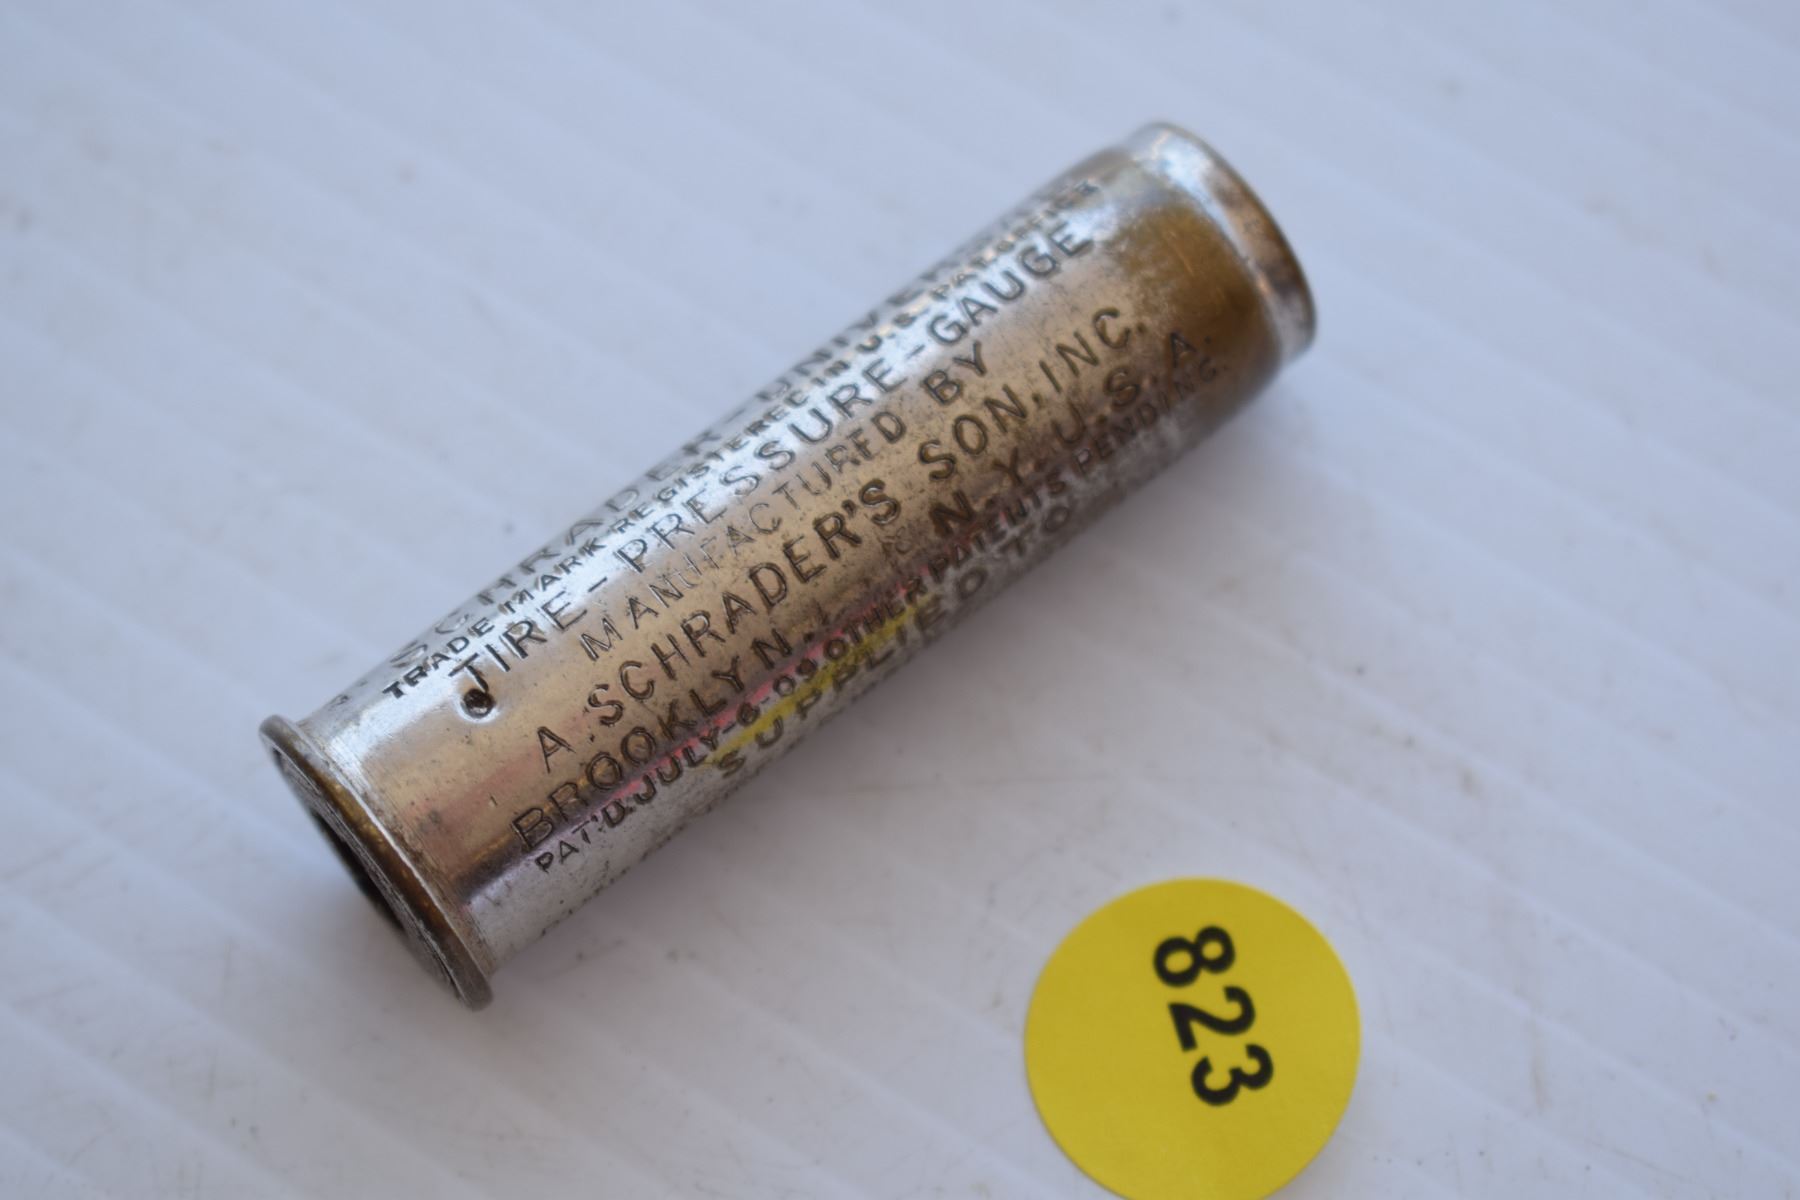 SCHRADER-UNIVERSAL
TRADE MARK REGISTERED IN U.S. PAT. OFFICE
TIRE-PRESSURE-GAUGE
MANUFACTURED BY
A. SCHRADER'S SON, INC.
BROOKLYN, N.Y. U.S.A.
PAT'D. JULY-6-09 OTHER PATENTS PENDING.
SUPPLIED TO
823